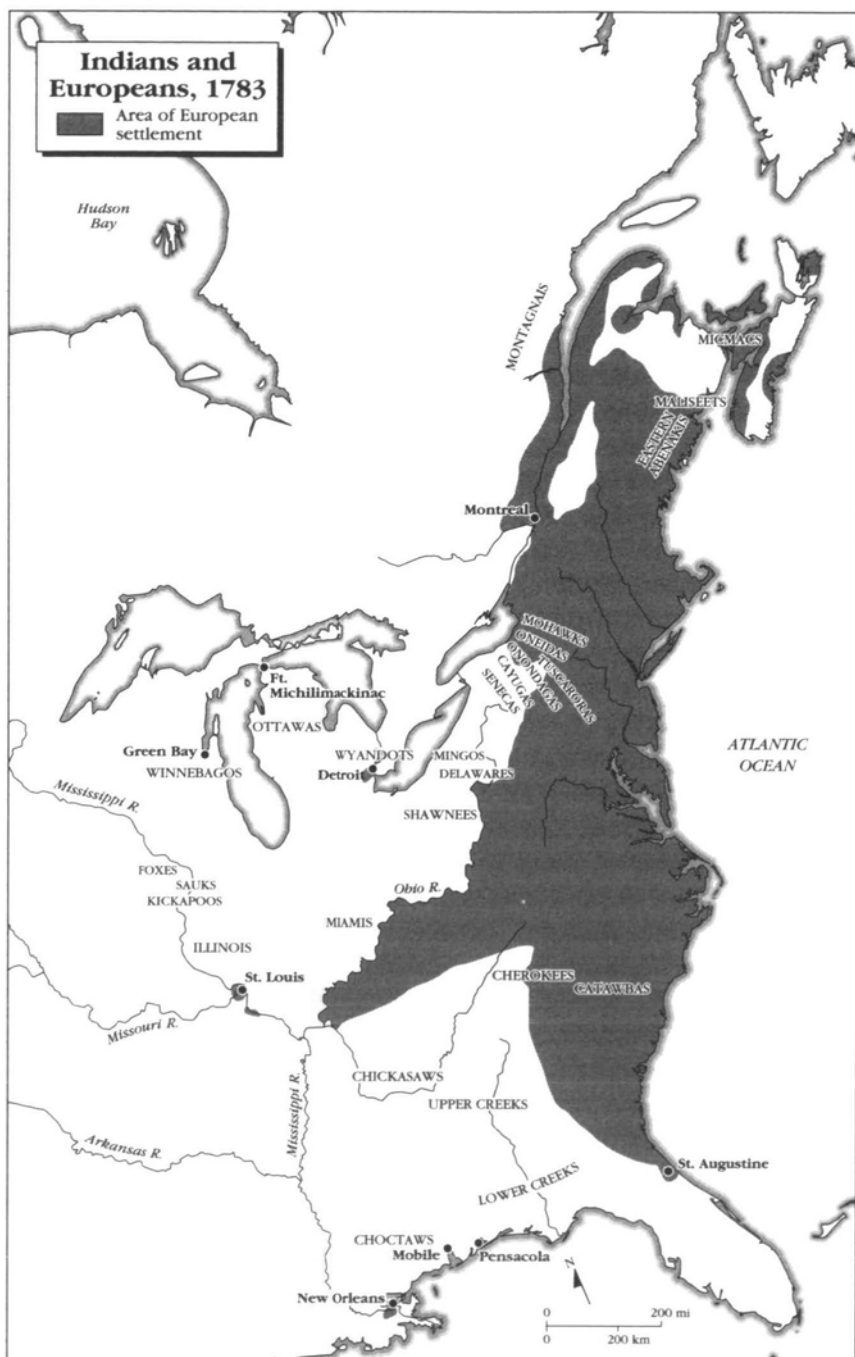 Indians and
Europeans, 1783
Area of European
settlement
Hudson
Bay
MONTAGNAIS
MICMACS
MALISEETS
EASTERN
ABENAKIS
Montreal
MOHAWKS
ONEIDAS
TUSCARORAS
ONONDAGAS
CAYUGAS
SENECAS
Ft.
Michilimackinac
OTTAWAS
Green Bay
WINNEBAGOS
WYANDOTS
MINGOS
Detroit
DELAWARES
ATLANTIC
OCEAN
Mississippi R.
SHAWNEES
FOXES
SAUKS
KICKAPOOS
Ohio R.
MIAMIS
ILLINOIS
St. Louis
CHEROKEES
CATAWBAS
Missouri R.
CHICKASAWS
UPPER CREEKS
Mississippi R.
Arkansas R.
St. Augustine
LOWER CREEKS
CHOCTAWS
Mobile
Pensacola
N
New Orleans
0 200 mi
0 200 km